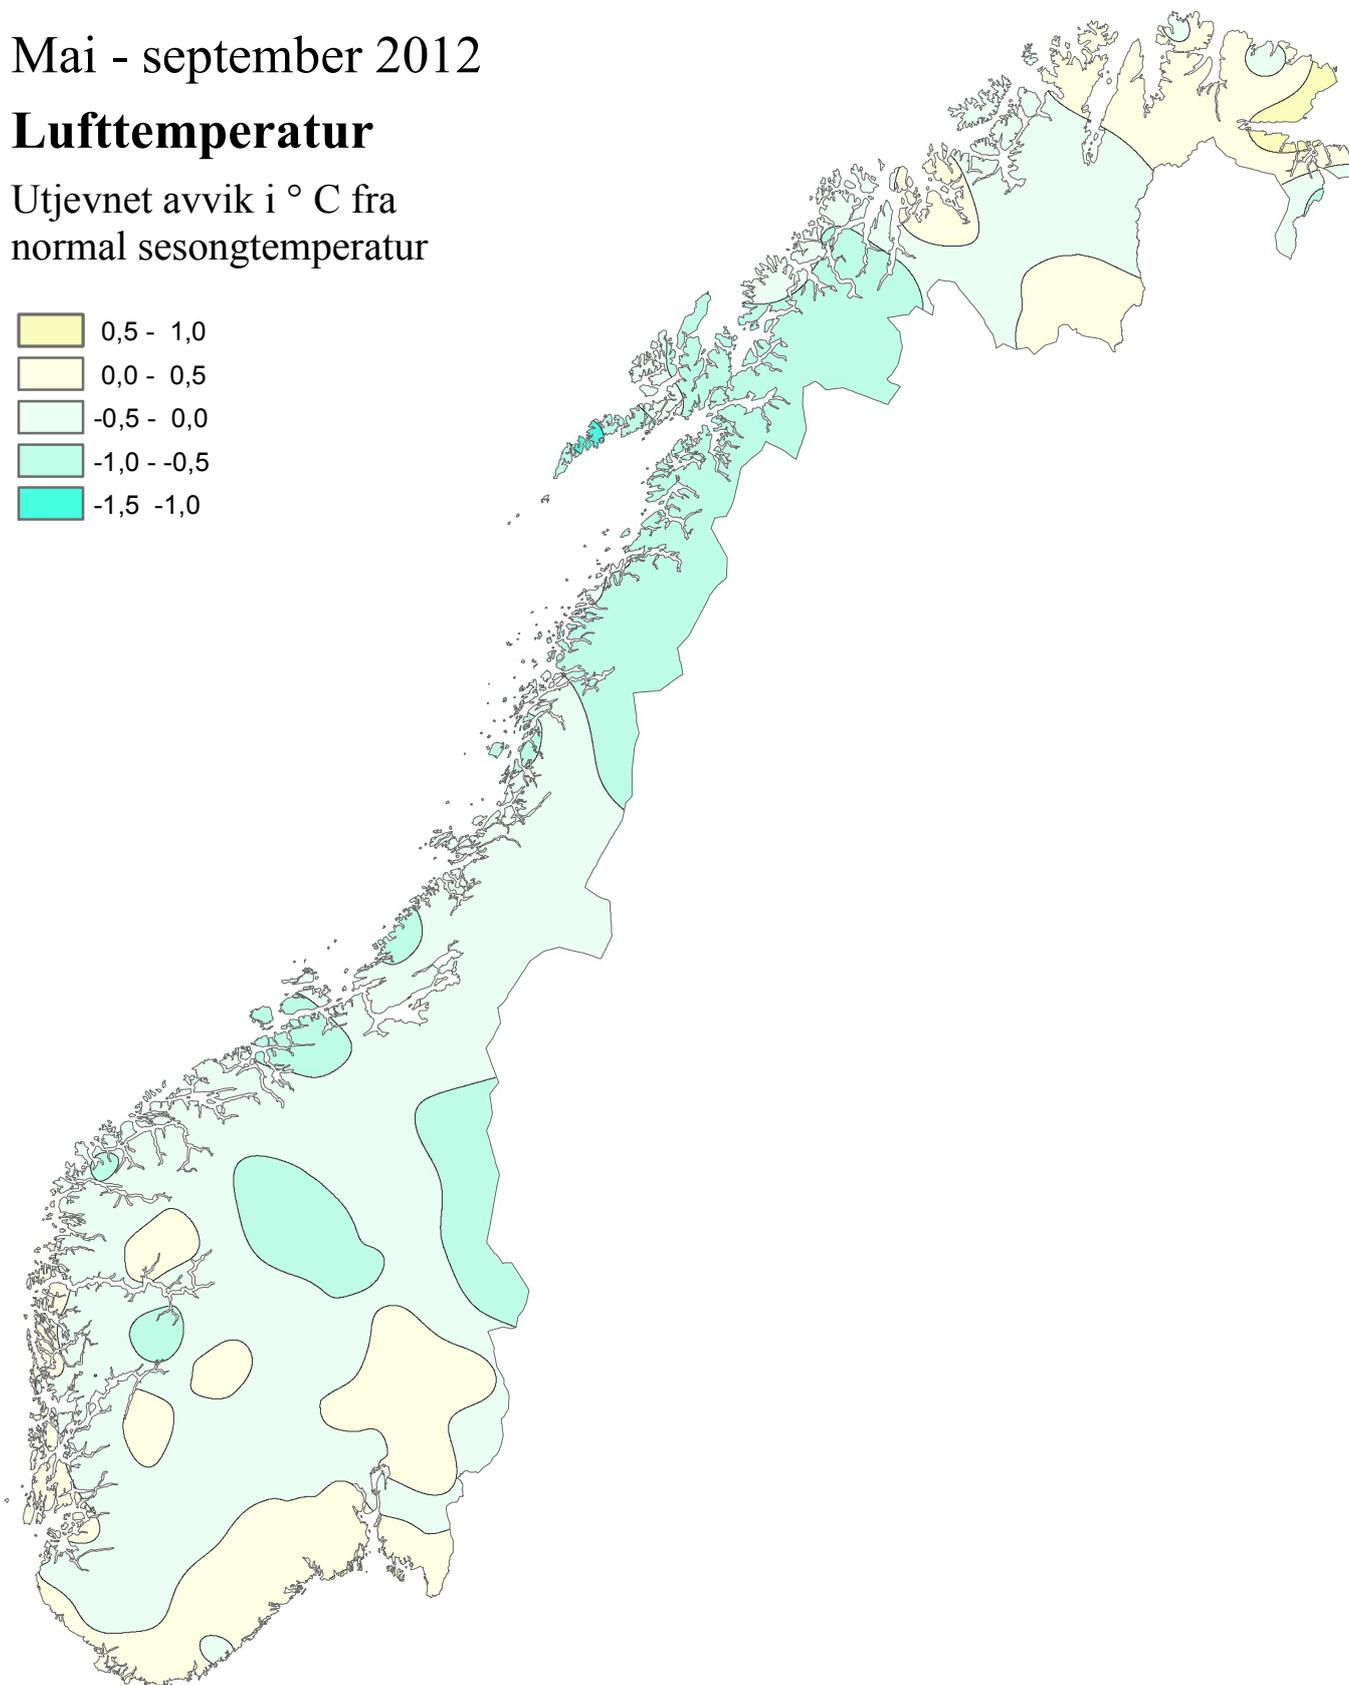 Mai - september 2012
Lufttemperatur
Utjevnet avvik i ° C fra
normal sesongtemperatur
0,5 - 1,0
0,0 - 0,5
-0,5 - 0,0
-1,0 - -0,5
-1,5 -1,0